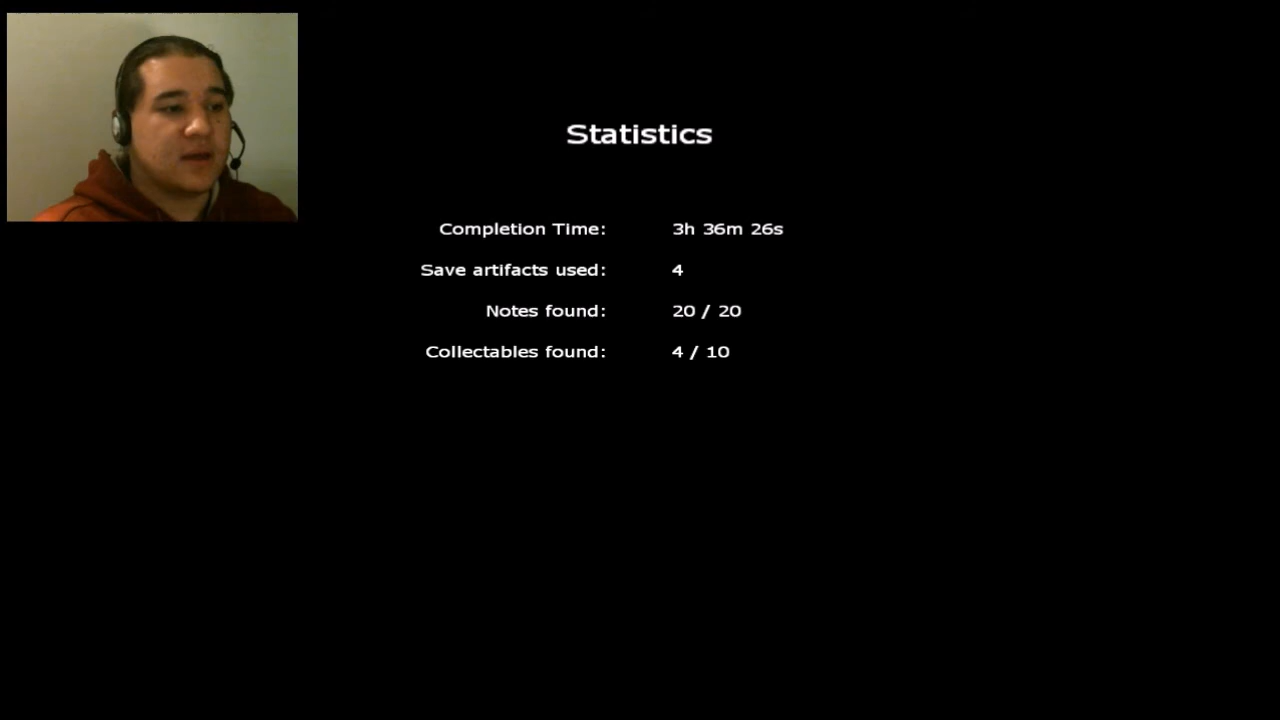 Statistics
Completion Time: 3h 36m 26s
Save artifacts used: 4
Notes found: 20 / 20
Collectables found: 4 / 10